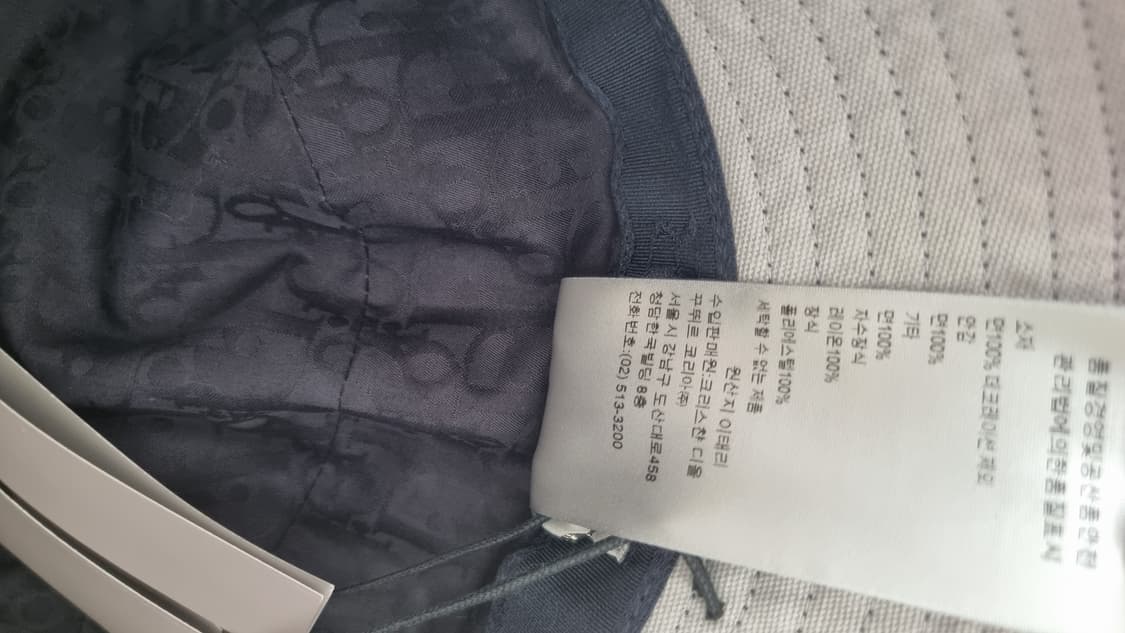 품질경영및공산품안전
관리법에의한품질표시
소재
면100% 데코레이션 제외
안감
면100%
기타
면100%
자수장식
레이온100%
장식
폴리에스텔100%
세탁할 수 없는 제품
원산지 이태리
수입판매원:크리스챤 디올
꾸뛰르 코리아㈜
서울시 강남구 도산대로458
청담한국빌딩 8층
전화번호:(02) 513-3200